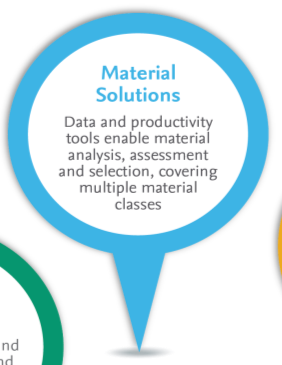 Material
Solutions
Data and productivity
tools enable material
analysis, assessment
and selection, covering
multiple material
classes